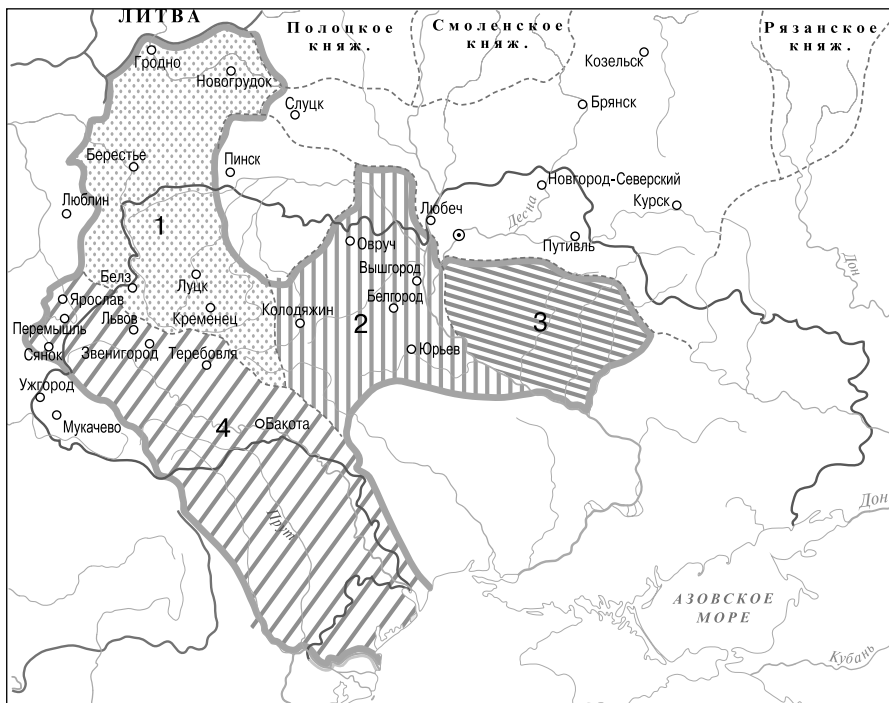 ЛИТВА
Полоцкое
княж.
Смоленское
княж.
Рязанское
княж.
Гродно
Новогрудок
Козельск
Слуцк
Брянск
Берестье
Пинск
Новгород-Северский
Люблин
Любеч
Десна
Курск
1
Овруч
Путивль
Дон
Белз
Луцк
Вышгород
Ярослав
Кременец
Колодяжин
Белгород
Перемышль
Львов
2
3
Сянок
Звенигород
Теребовля
Юрьев
Ужгород
Мукачево
4
Бакота
Дон
Прут
АЗОВСКОЕ
МОРЕ
Кубань